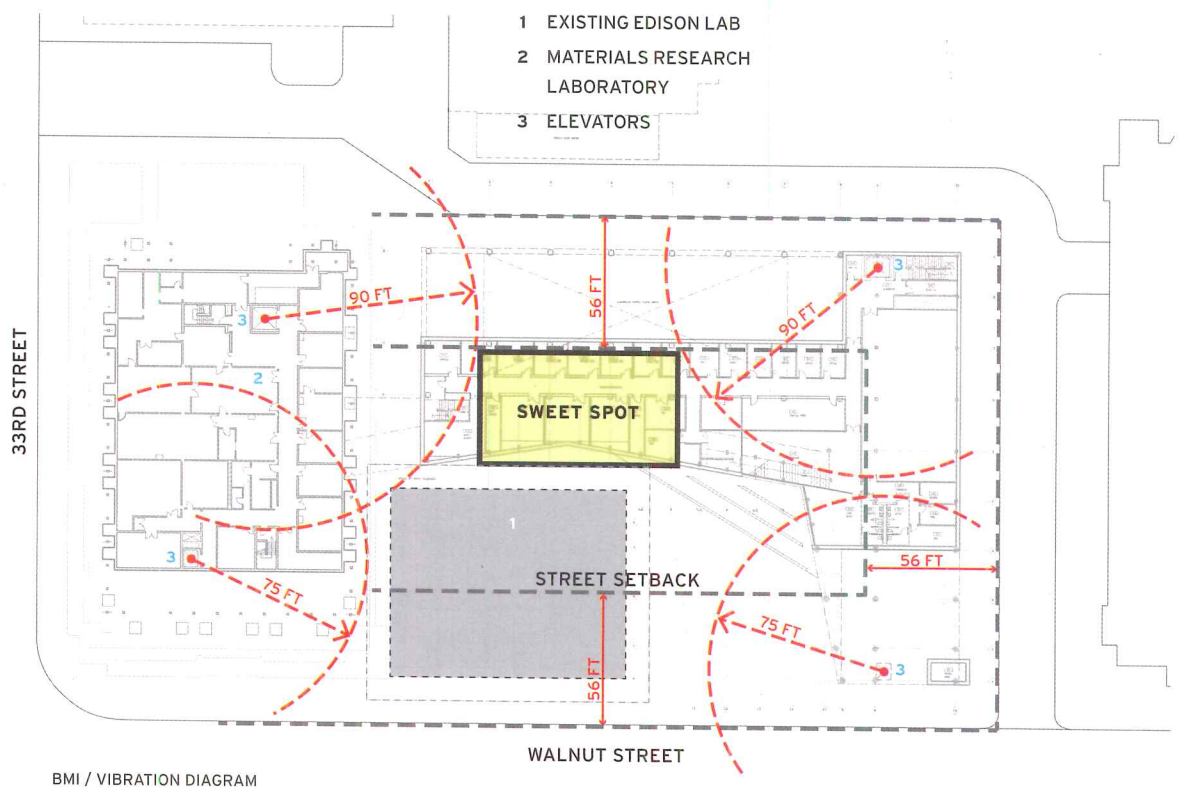 1 EXISTING EDISON LAB
2 MATERIALS RESEARCH
LABORATORY
3 ELEVATORS
3
90 FT
56 FT
90 FT
3
2
SWEET SPOT
33RD STREET
1
3
75 FT
STREET SETBACK
56 FT
56 FT
75 FT
3
WALNUT STREET
BMI / VIBRATION DIAGRAM